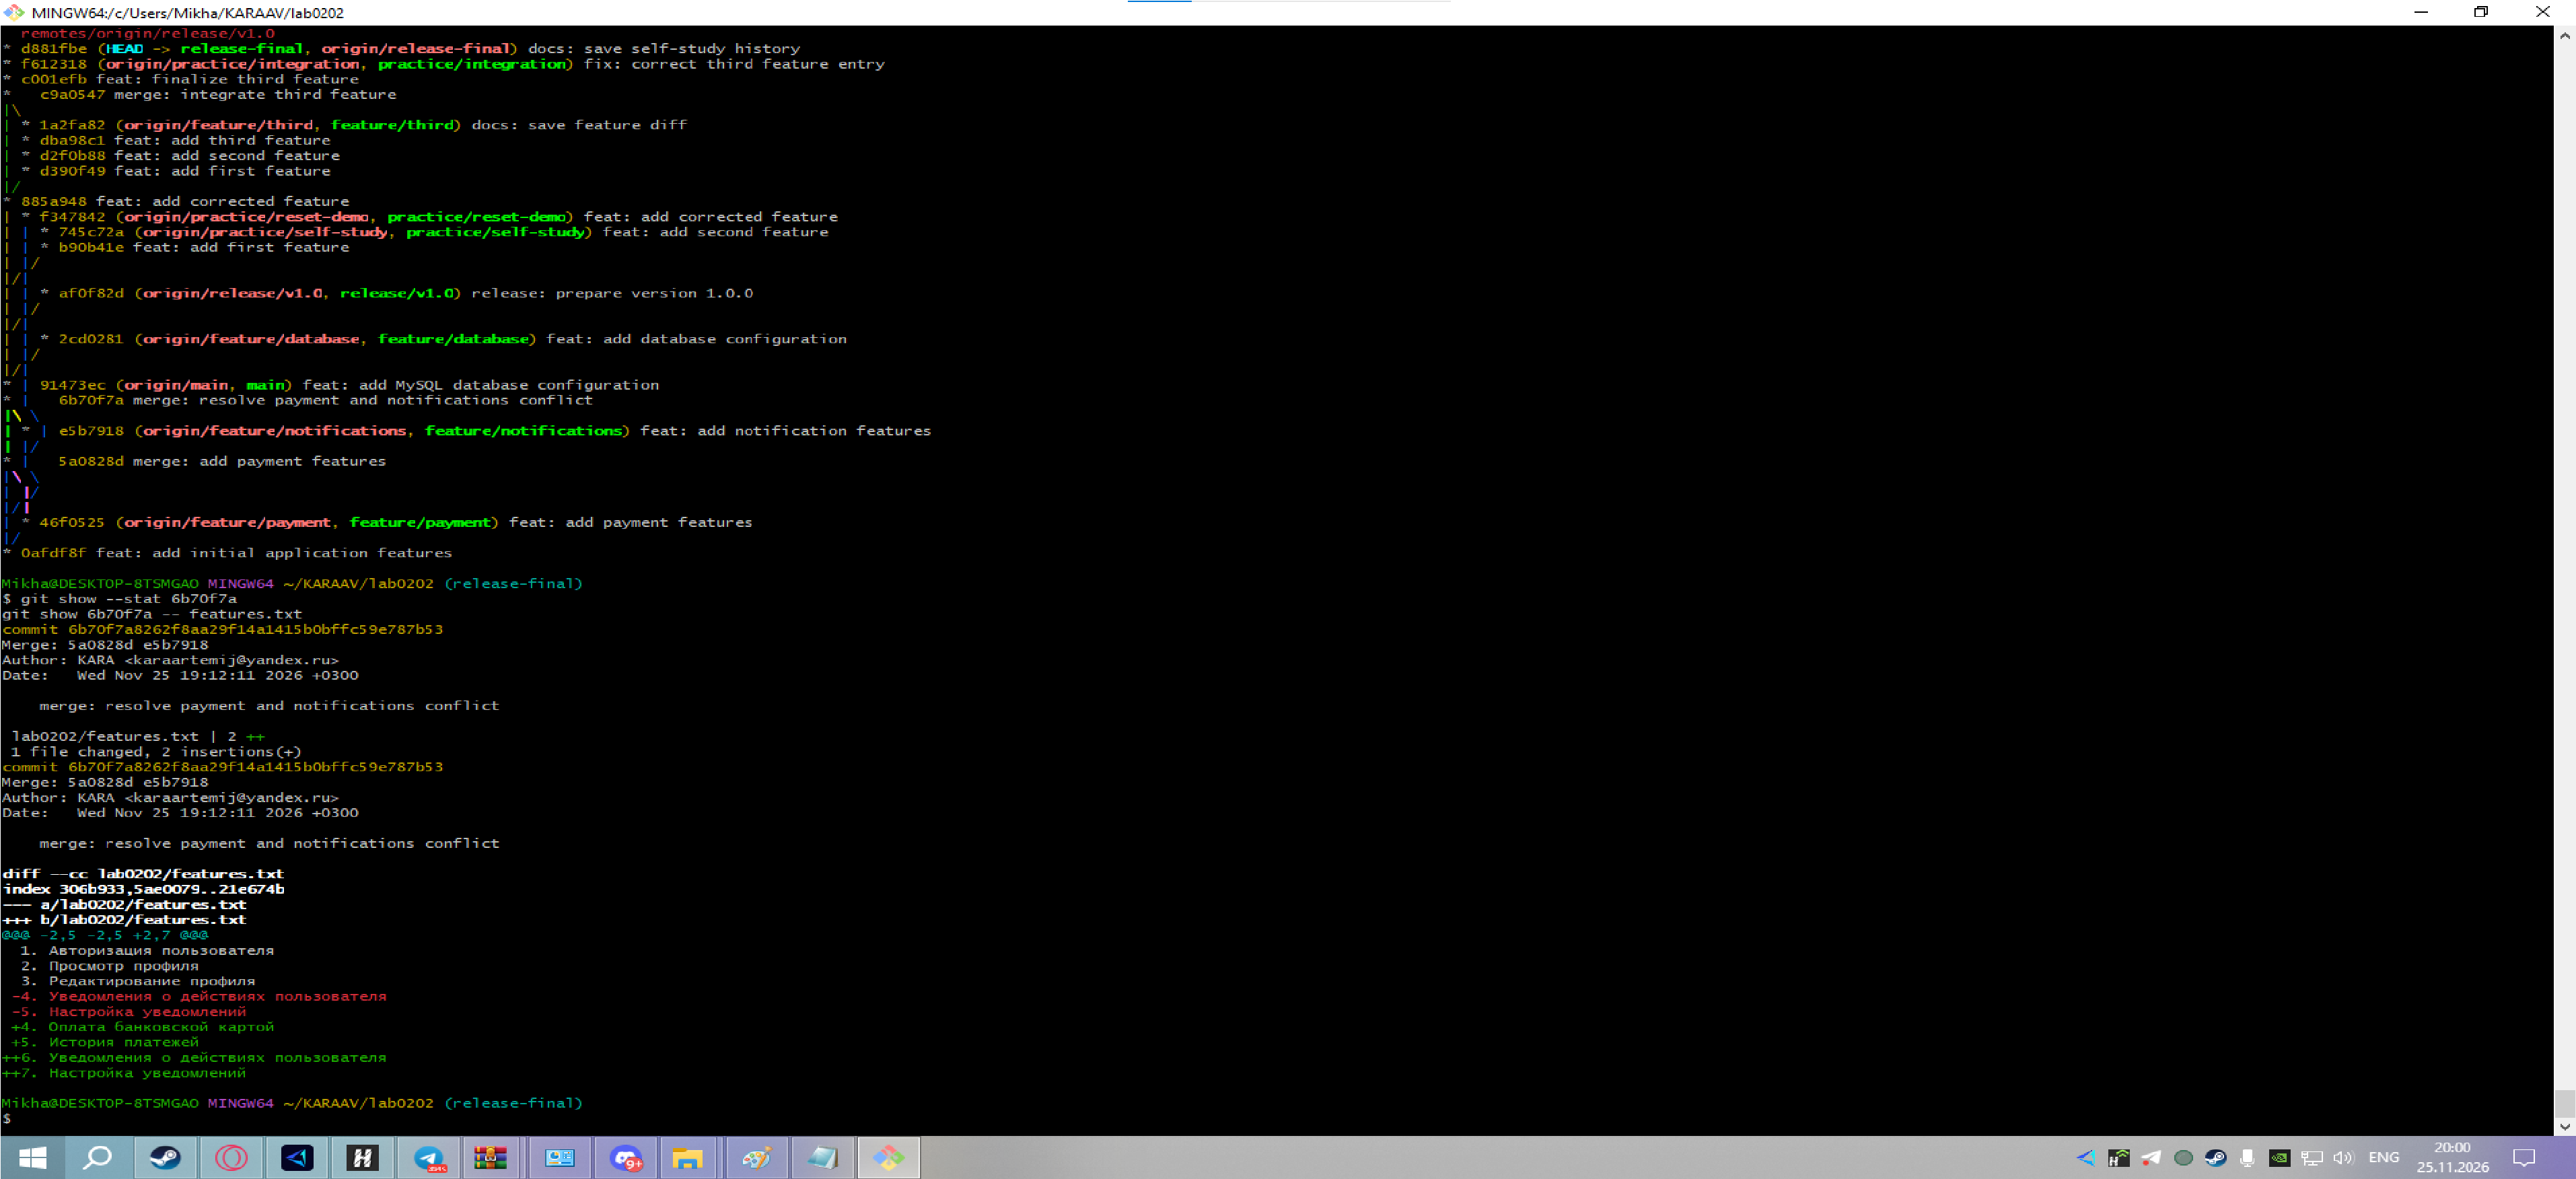 MINGW64:/c/Users/Mikha/KARAAV/lab0202
remotes/origin/release/v1.0
* d881fbe (HEAD -> release-final, origin/release-final) docs: save self-study history
* f612318 (origin/practice/integration, practice/integration) fix: correct third feature entry
* c001efb feat: finalize third feature
*   c9a0547 merge: integrate third feature
|\
| * 1a2fa82 (origin/feature/third, feature/third) docs: save feature diff
| * dba98c1 feat: add third feature
| * d2f0b88 feat: add second feature
| * d390f49 feat: add first feature
|/
* 885a948 feat: add corrected feature
| * f347842 (origin/practice/reset-demo, practice/reset-demo) feat: add corrected feature
| | * 745c72a (origin/practice/self-study, practice/self-study) feat: add second feature
| | * b90b41e feat: add first feature
| |/
|/|
| | * af0f82d (origin/release/v1.0, release/v1.0) release: prepare version 1.0.0
| |/
|/|
| | * 2cd0281 (origin/feature/database, feature/database) feat: add database configuration
| |/
|/|
* | 91473ec (origin/main, main) feat: add MySQL database configuration
* |   6b70f7a merge: resolve payment and notifications conflict
|\ \
| * | e5b7918 (origin/feature/notifications, feature/notifications) feat: add notification features
| |/
* |   5a0828d merge: add payment features
|\ \
| |/
|/|
| * 46f0525 (origin/feature/payment, feature/payment) feat: add payment features
|/
* 0afdf8f feat: add initial application features
Mikha@DESKTOP-8TSMGAO MINGW64 ~/KARAAV/lab0202 (release-final)
$ git show --stat 6b70f7a
git show 6b70f7a -- features.txt
commit 6b70f7a8262f8aa29f14a1415b0bffc59e787b53
Merge: 5a0828d e5b7918
Author: KARA <karaartemij@yandex.ru>
Date:   Wed Nov 25 19:12:11 2026 +0300
merge: resolve payment and notifications conflict
lab0202/features.txt | 2 ++
1 file changed, 2 insertions(+)
commit 6b70f7a8262f8aa29f14a1415b0bffc59e787b53
Merge: 5a0828d e5b7918
Author: KARA <karaartemij@yandex.ru>
Date:   Wed Nov 25 19:12:11 2026 +0300
merge: resolve payment and notifications conflict
diff --cc lab0202/features.txt
index 306b933,5ae0079..21e674b
--- a/lab0202/features.txt
+++ b/lab0202/features.txt
@@@ -2,5 -2,5 +2,7 @@@
1. Авторизация пользователя
2. Просмотр профиля
3. Редактирование профиля
-4. Уведомления о действиях пользователя
-5. Настройка уведомлений
+4. Оплата банковской картой
+5. История платежей
++6. Уведомления о действиях пользователя
++7. Настройка уведомлений
Mikha@DESKTOP-8TSMGAO MINGW64 ~/KARAAV/lab0202 (release-final)
$
9+
ENG
20:00
25.11.2026